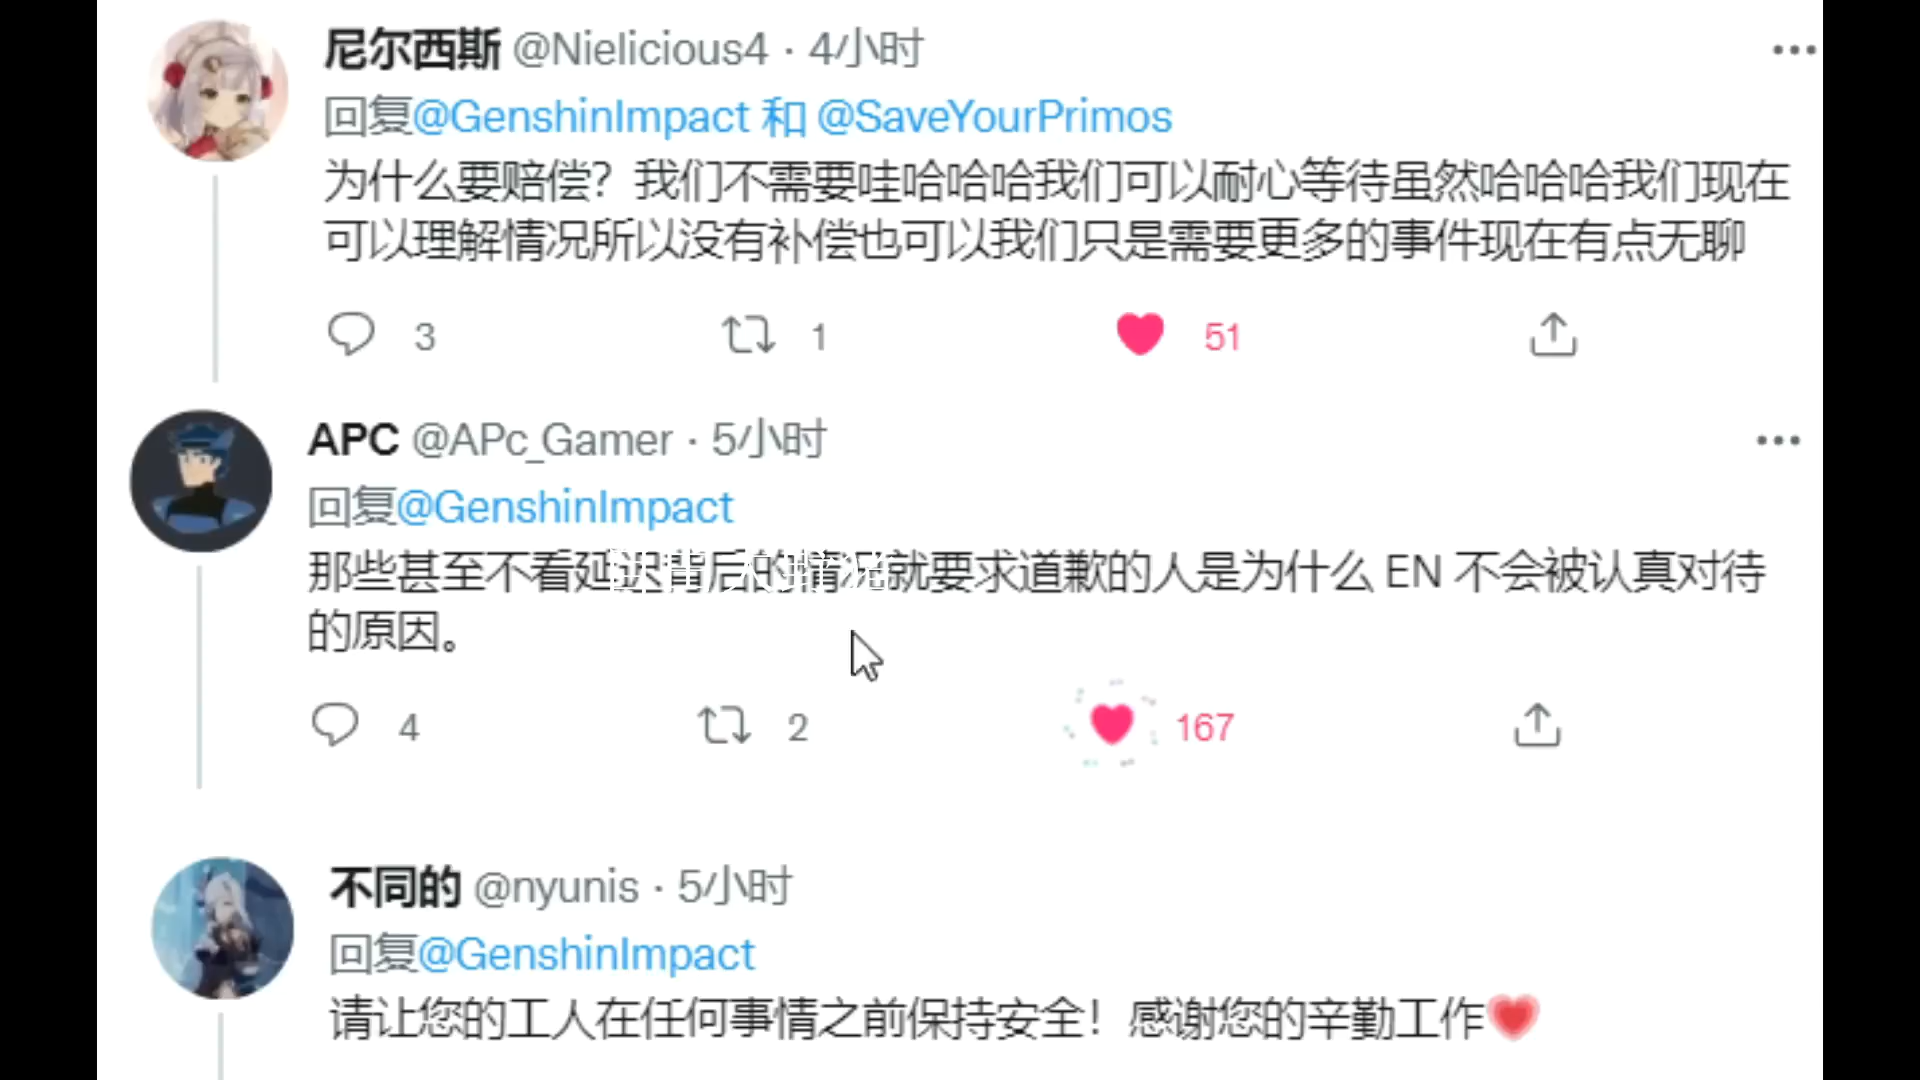 尼尔西斯 @Nielicious4 · 4小时
回复@GenshinImpact 和 @SaveYourPrimos
为什么要赔偿？我们不需要哇哈哈哈我们可以耐心等待虽然哈哈哈我们现在
可以理解情况所以没有补偿也可以我们只是需要更多的事件现在有点无聊
3 1 51
APC @APc_Gamer · 5小时
回复@GenshinImpact
那些甚至不看延迟背后的情况就要求道歉的人是为什么 EN 不会被认真对待
的原因。
4 2 167
不同的 @nyunis · 5小时
回复@GenshinImpact
请让您的工人在任何事情之前保持安全！感谢您的辛勤工作